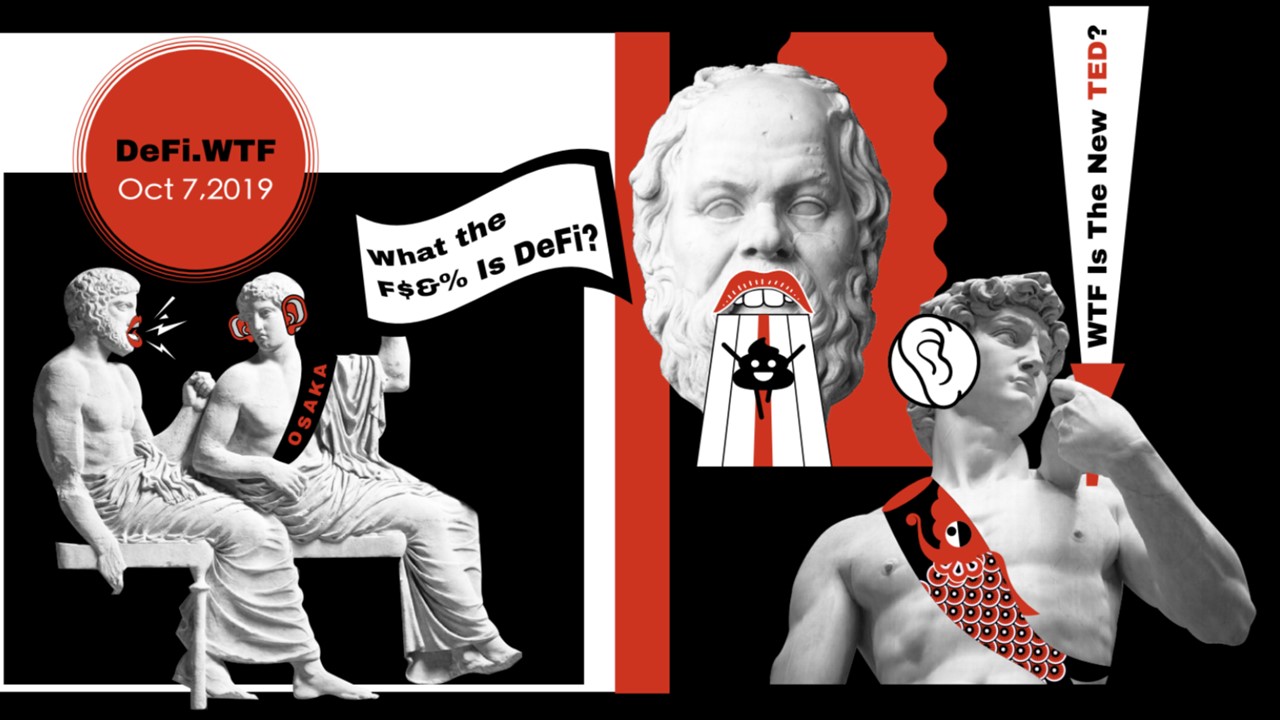 DeFi.WTF
Oct 7,2019
What the
F$&% Is DeFi?
OSAKA
WTF Is The New TED?